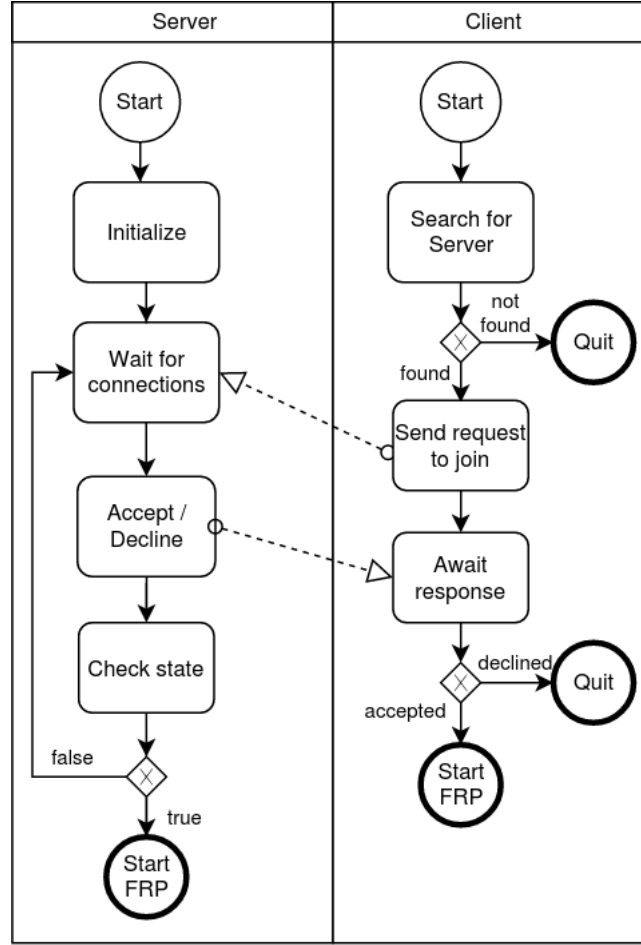 Server
Start
Initialize
Wait for
connections
Accept /
Decline
Check state
X
false
true
Start
FRP
Client
Start
Search for
Server
X
not
found
Quit
found
Send request
to join
Await
response
X
declined
Quit
accepted
Start
FRP